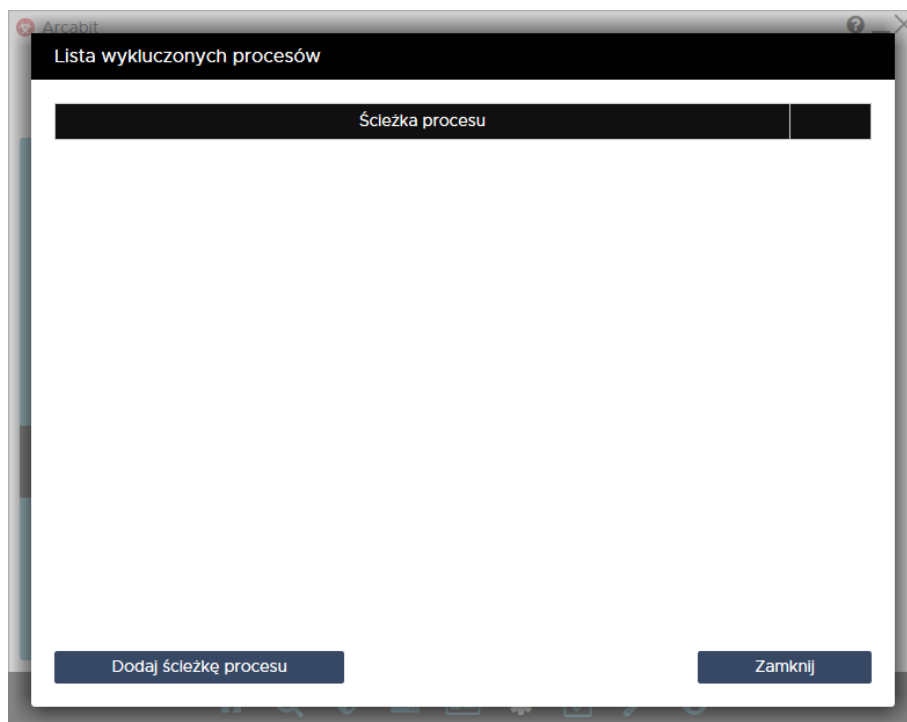 Arcabit
Lista wykluczonych procesów
Ścieżka procesu
Dodaj ścieżkę procesu
Zamknij